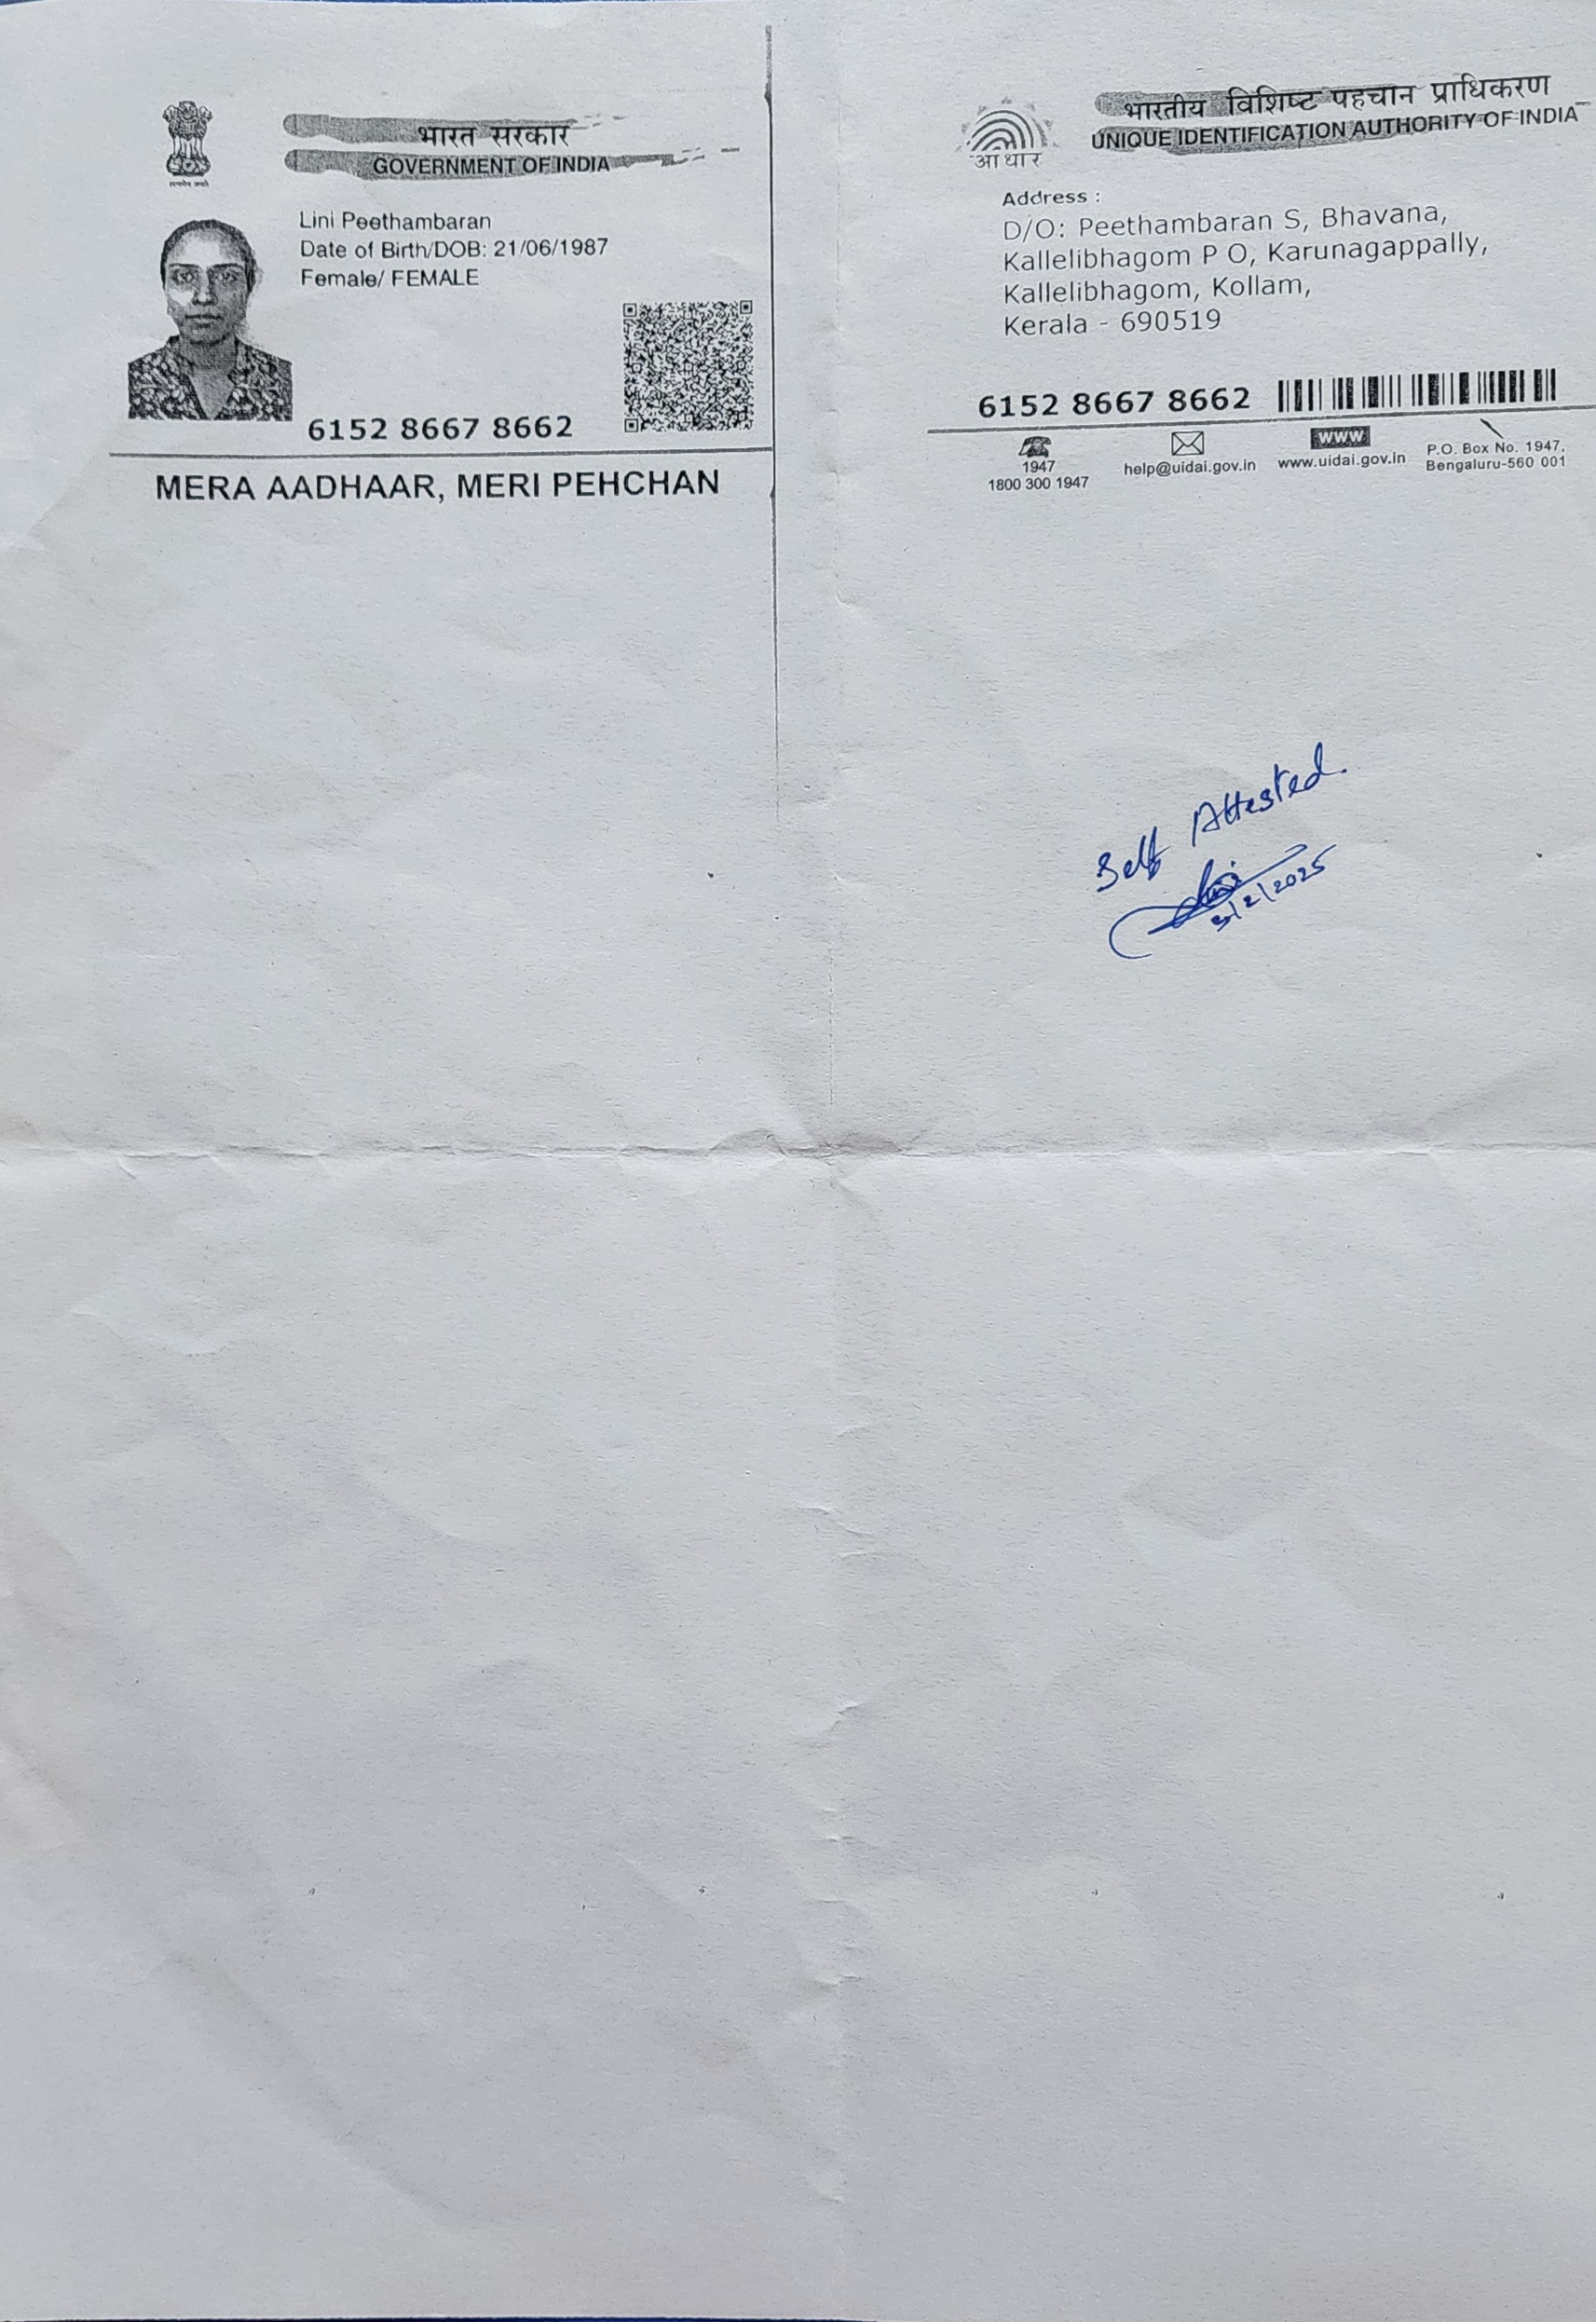 भारत सरकार
GOVERNMENT OF INDIA
Lini Peethambaran
Date of Birth/DOB: 21/06/1987
Female/ FEMALE
6152 8667 8662
MERA AADHAAR, MERI PEHCHAN
भारतीय विशिष्ट पहचान प्राधिकरण
UNIQUE IDENTIFICATION AUTHORITY OF INDIA
आधार
Address :
D/O: Peethambaran S, Bhavana,
Kallelibhagom P O, Karunagappally,
Kallelibhagom, Kollam,
Kerala - 690519
6152 8667 8662
1947
1800 300 1947
help@uidai.gov.in
www
www.uidai.gov.in
P.O. Box No. 1947,
Bengaluru-560 001
Self Attested.
3/2/2025